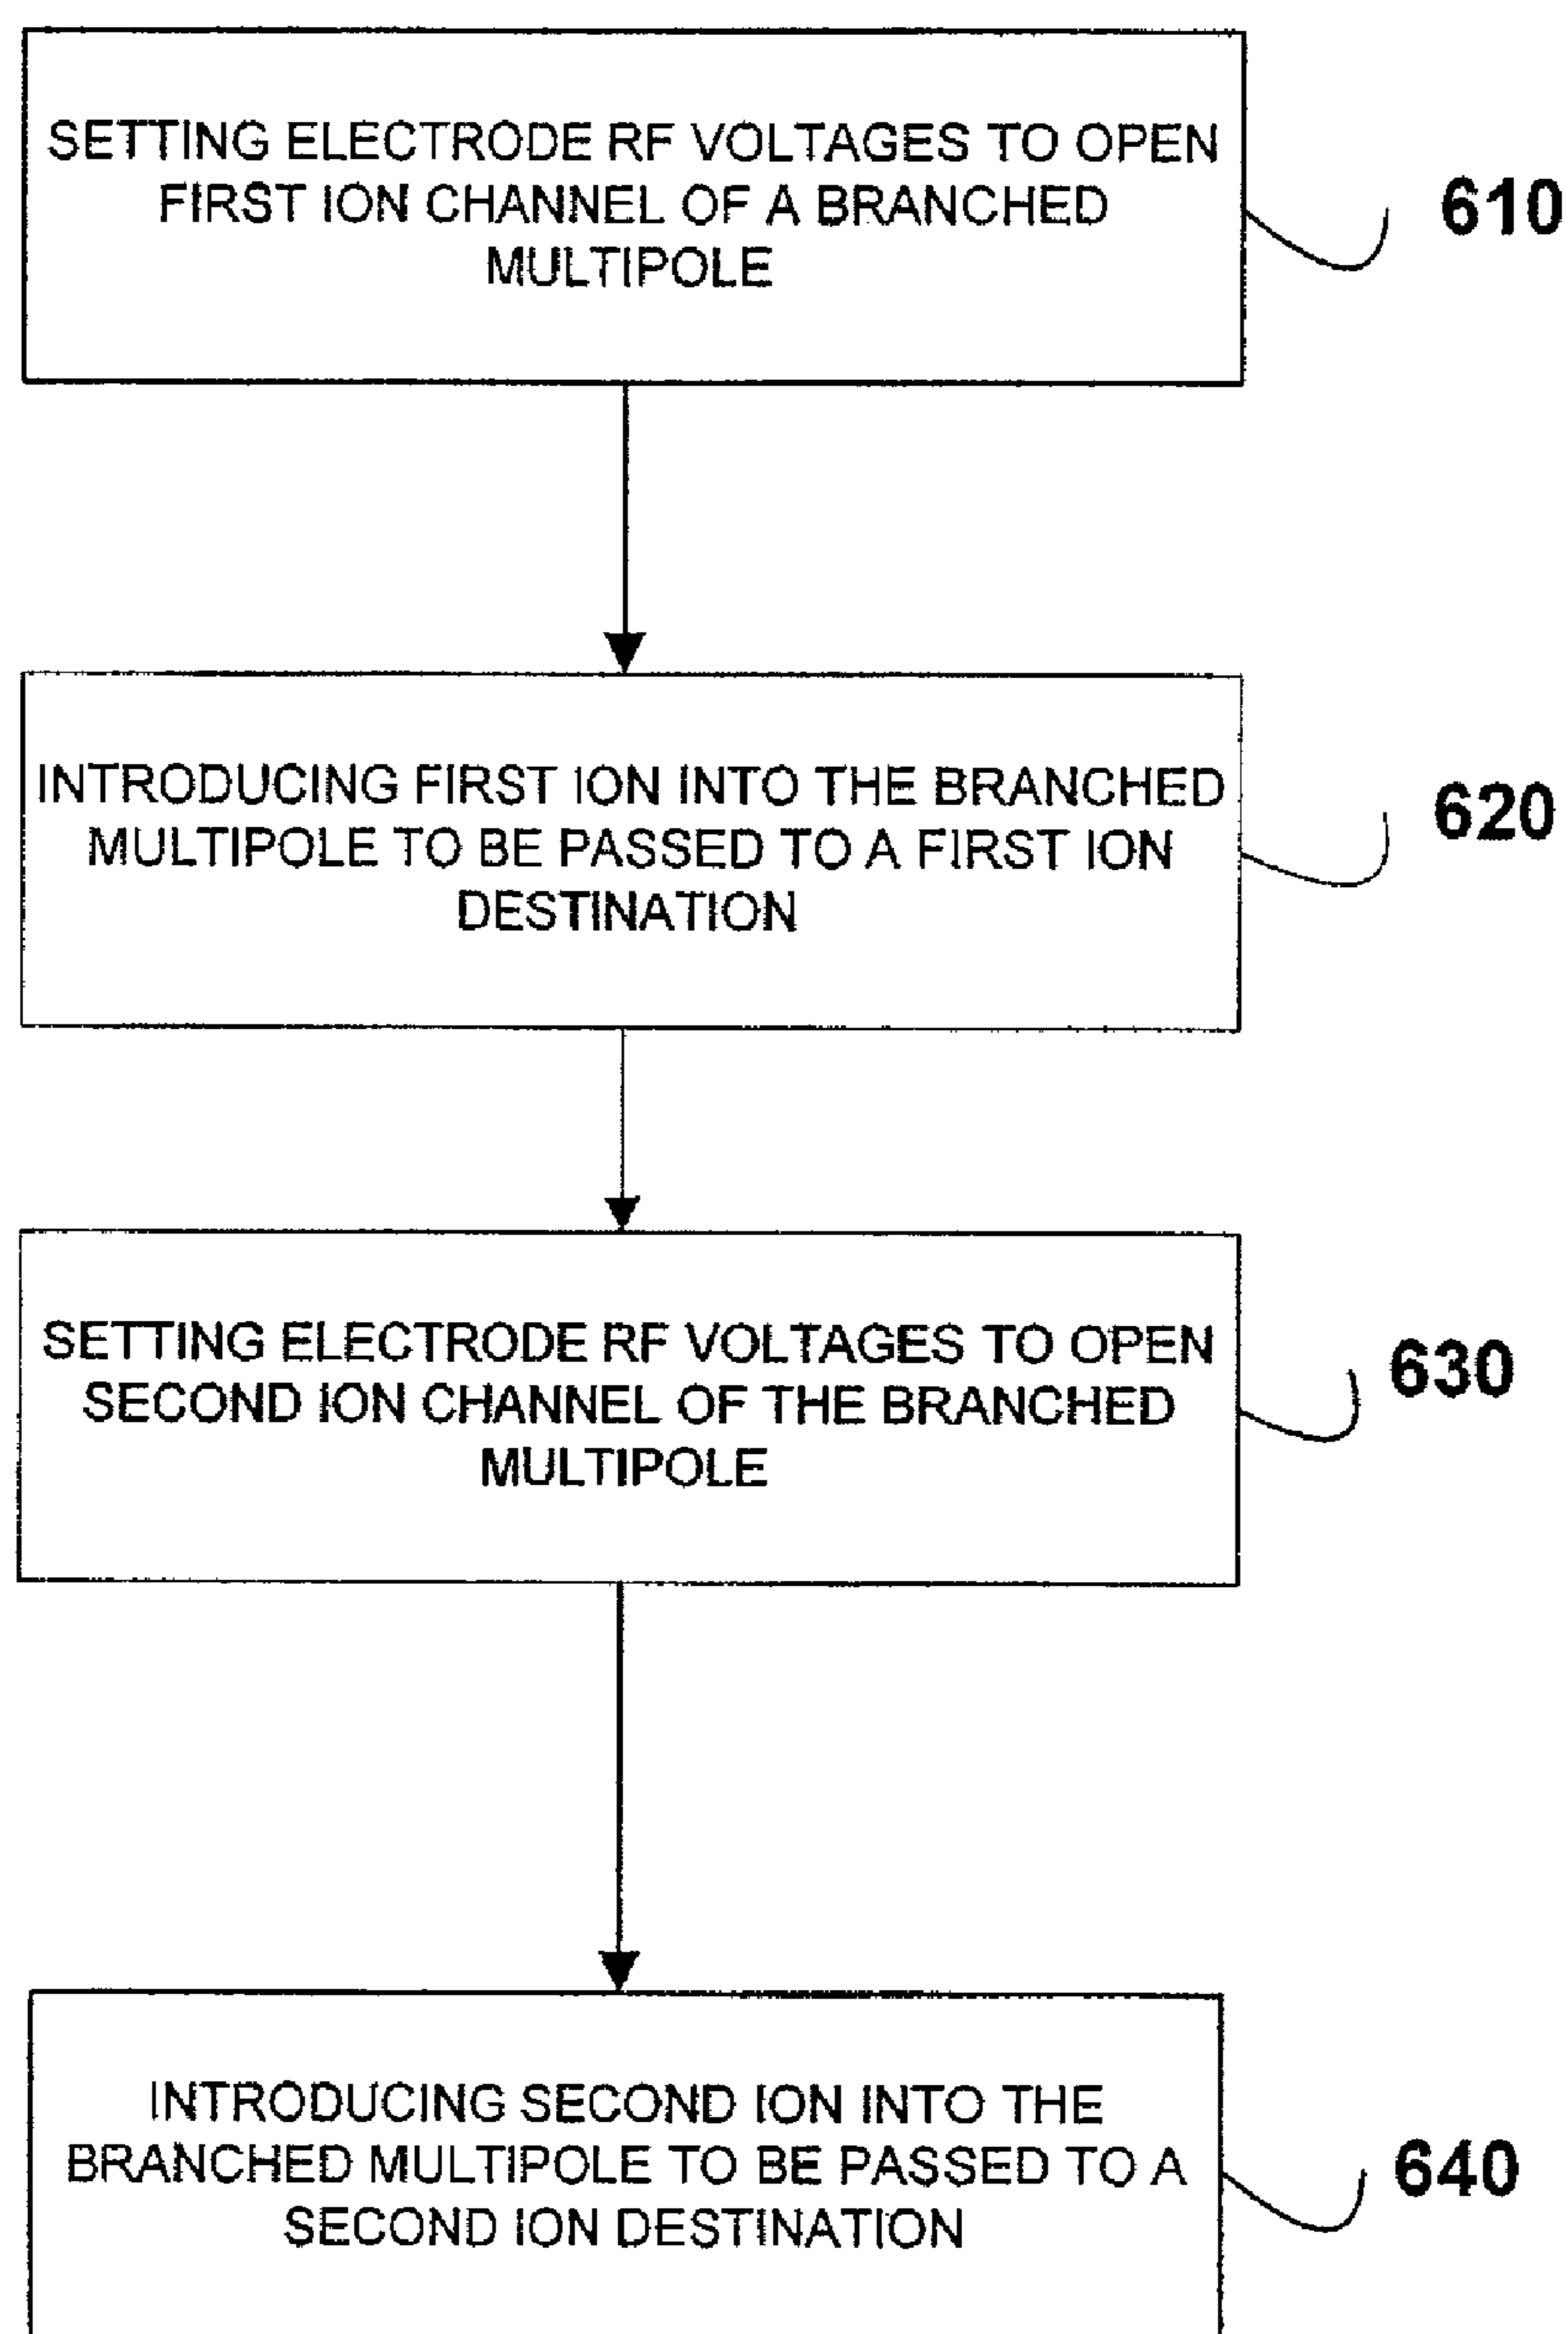 SETTING ELECTRODE RF VOLTAGES TO OPEN
FIRST ION CHANNEL OF A BRANCHED
MULTIPOLE
610
INTRODUCING FIRST ION INTO THE BRANCHED
MULTIPOLE TO BE PASSED TO A FIRST ION
DESTINATION
620
SETTING ELECTRODE RF VOLTAGES TO OPEN
SECOND ION CHANNEL OF THE BRANCHED
MULTIPOLE
630
INTRODUCING SECOND ION INTO THE
BRANCHED MULTIPOLE TO BE PASSED TO A
SECOND ION DESTINATION
640